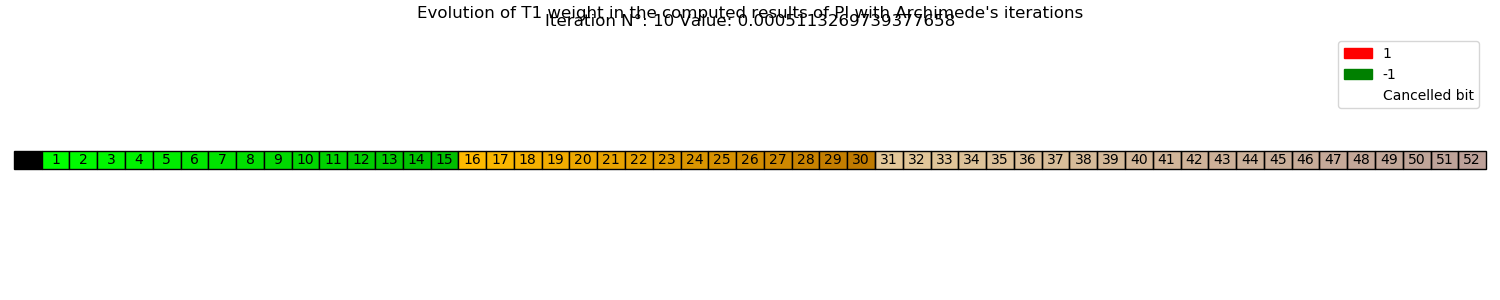 Evolution of T1 weight in the computed results of PI with Archimede's iterations
Iteration N°: 10 Value: 0.0005113269739377658
1
-1
Cancelled bit
1 2 3 4 5 6 7 8 9 10 11 12 13 14 15 16 17 18 19 20 21 22 23 24 25 26 27 28 29 30 31 32 33 34 35 36 37 38 39 40 41 42 43 44 45 46 47 48 49 50 51 52